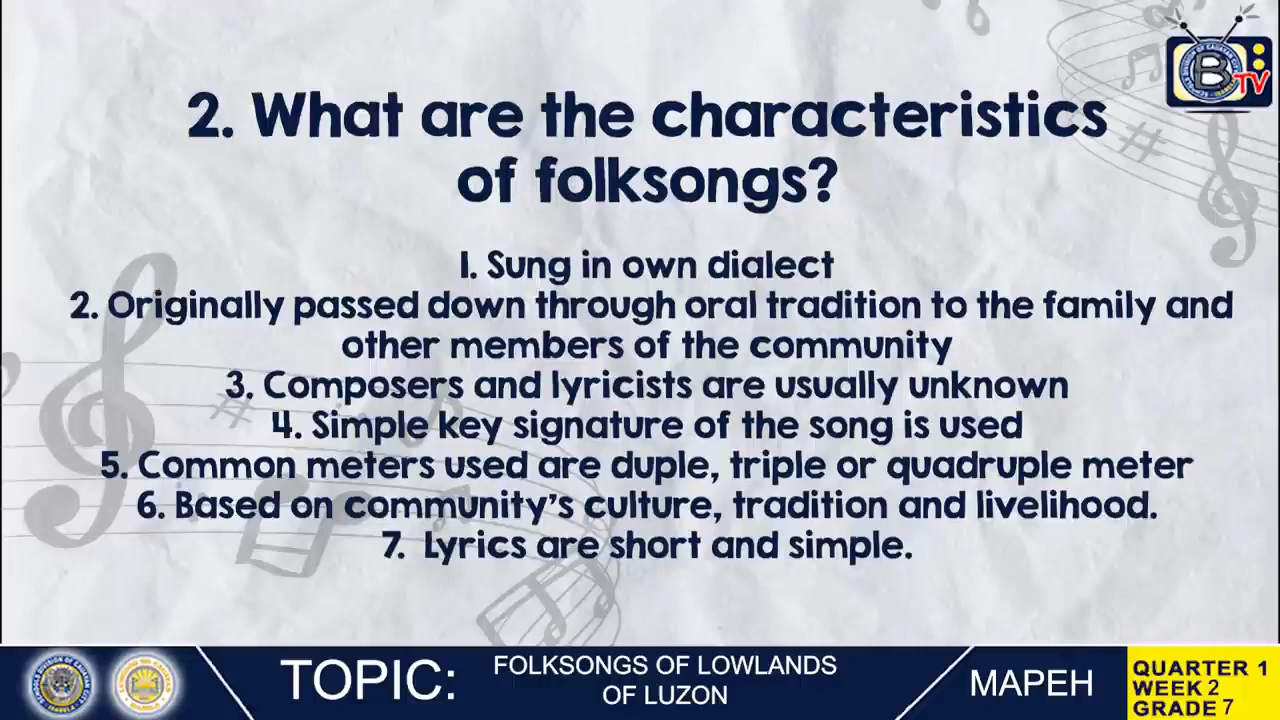 B
TV
2. What are the characteristics
of folksongs?
1. Sung in own dialect
2. Originally passed down through oral tradition to the family and
other members of the community
3. Composers and lyricists are usually unknown
4. Simple key signature of the song is used
5. Common meters used are duple, triple or quadruple meter
6. Based on community's culture, tradition and livelihood.
7. Lyrics are short and simple.
TOPIC:
FOLKSONGS OF LOWLANDS
OF LUZON
MAPEH
QUARTER 1
WEEK 2
GRADE 7